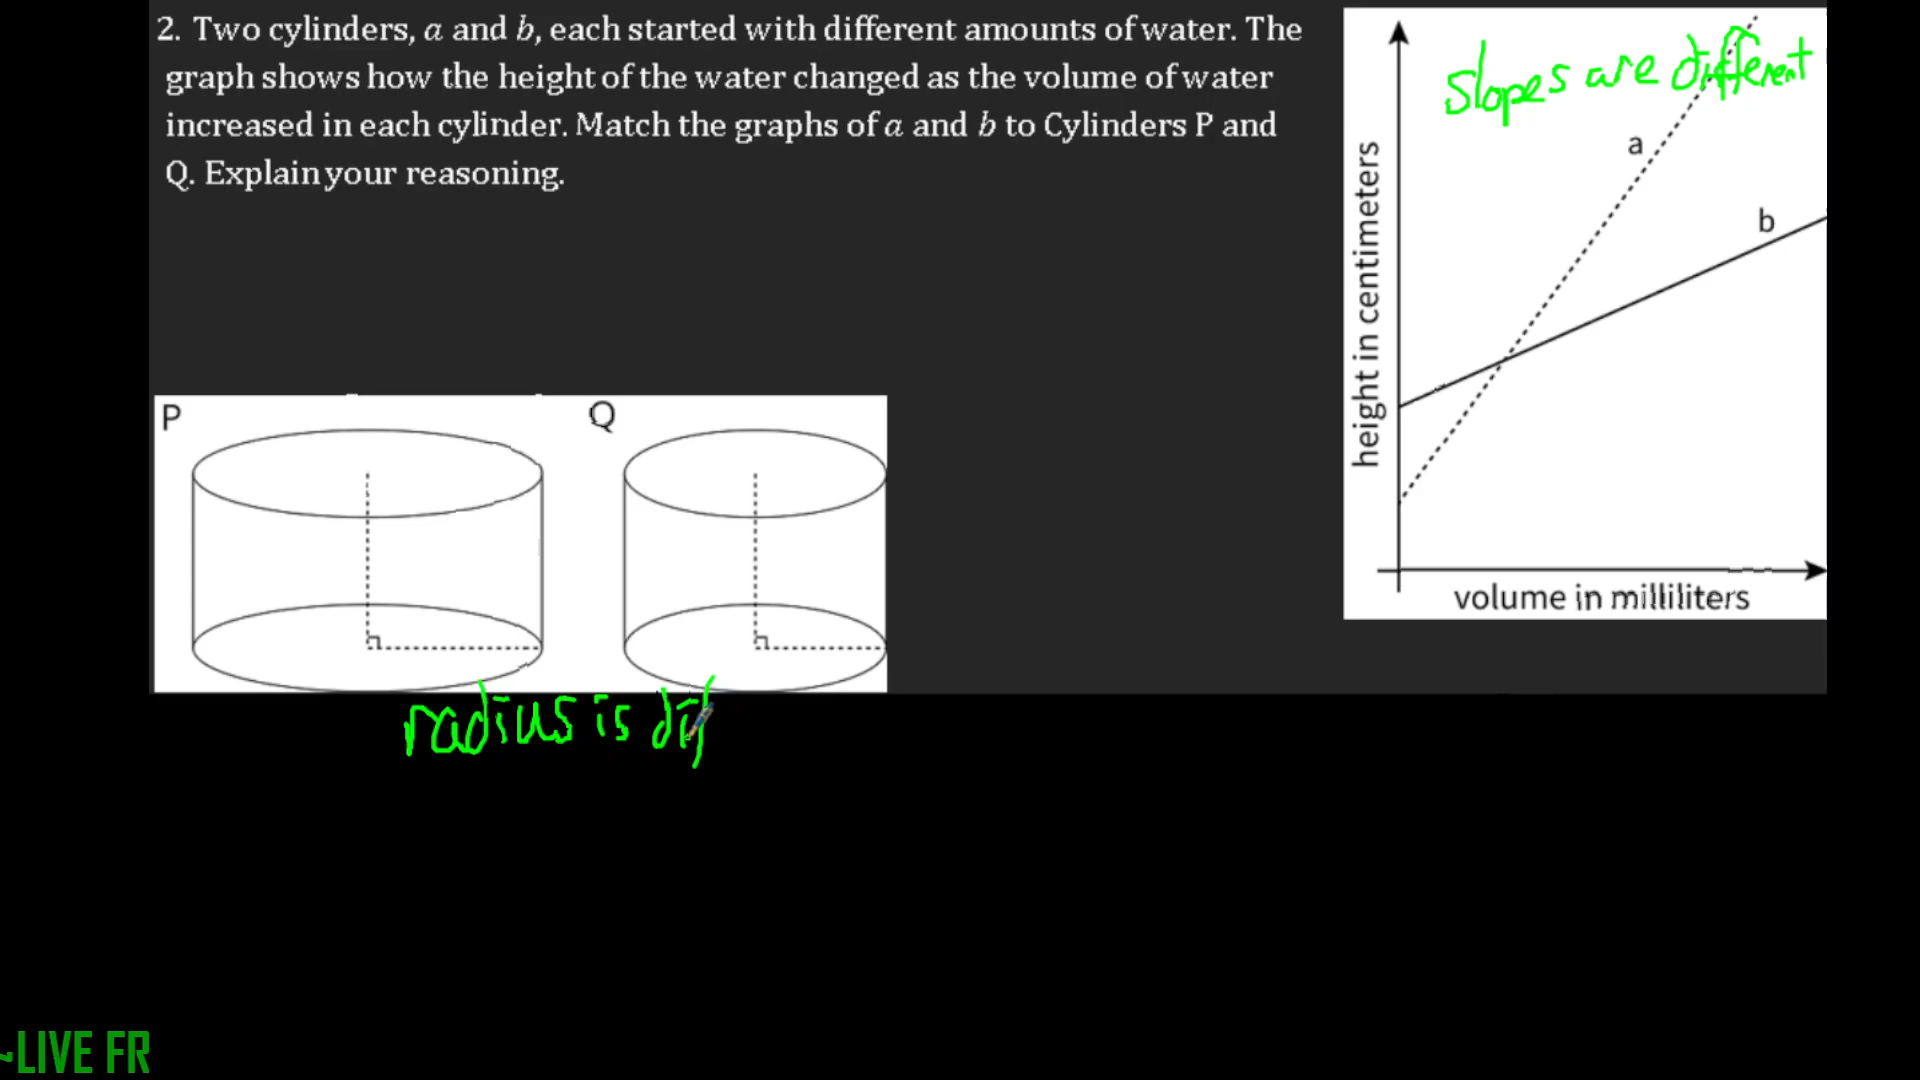 2. Two cylinders, a and b, each started with different amounts of water. The
graph shows how the height of the water changed as the volume of water
increased in each cylinder. Match the graphs of a and b to Cylinders P and
Q. Explain your reasoning.
slopes are different
a
b
height in centimeters
volume in milliliters
P
Q
radius is dif
~LIVE FR